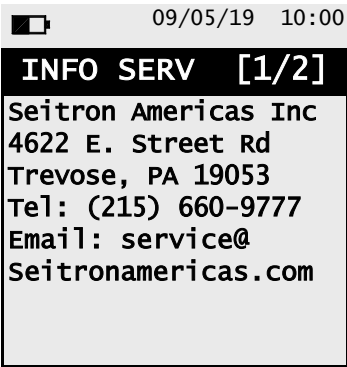 09/05/19 10:00
INFO SERV [1/2]
Seitron Americas Inc
4622 E. Street Rd
Trevose, PA 19053
Tel: (215) 660-9777
Email: service@
Seitronamericas.com